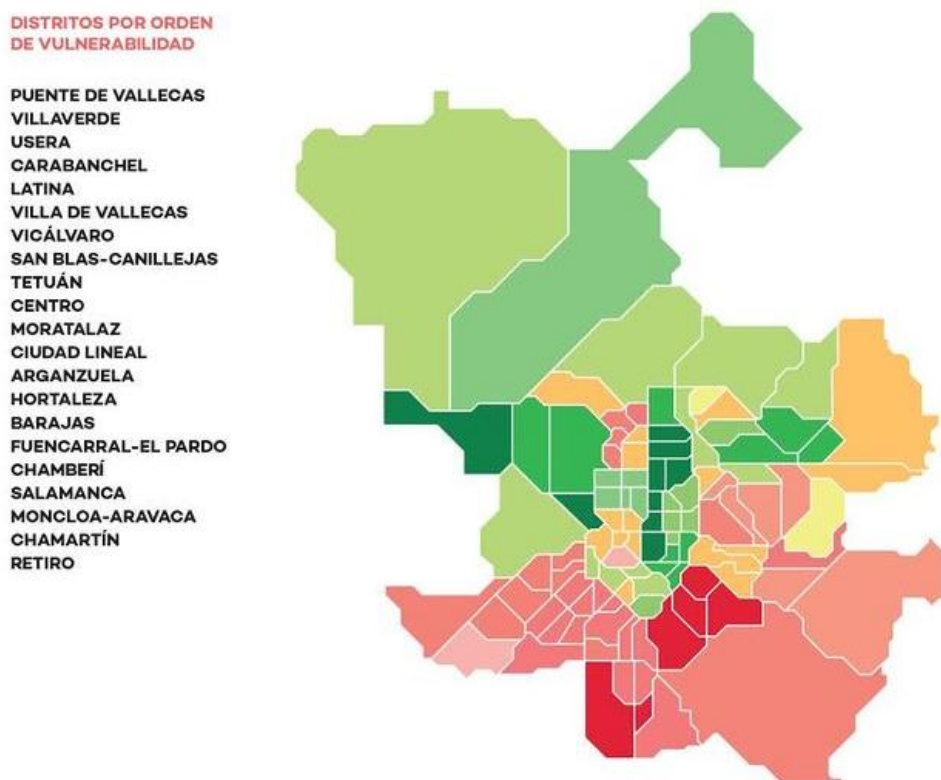 DISTRITOS POR ORDEN
DE VULNERABILIDAD
PUENTE DE VALLECAS
VILLAVERDE
USERA
CARABANCHEL
LATINA
VILLA DE VALLECAS
VICÁLVARO
SAN BLAS-CANILLEJAS
TETUÁN
CENTRO
MORATALAZ
CIUDAD LINEAL
ARGANZUELA
HORTALEZA
BARAJAS
FUENCARRAL-EL PARDO
CHAMBERÍ
SALAMANCA
MONCLOA-ARAVACA
CHAMARTÍN
RETIRO